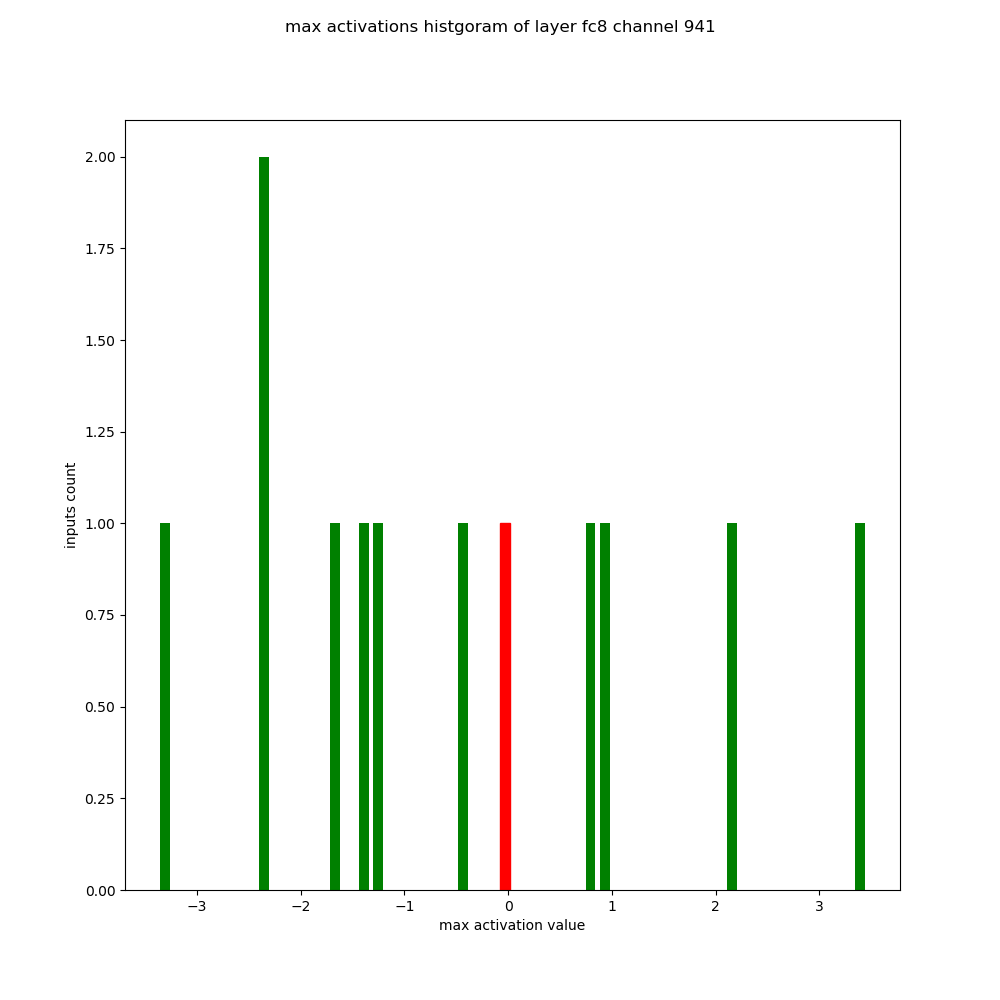 max activations histgoram of layer fc8 channel 941
2.00
1.75
1.50
1.25
1.00
0.75
0.50
0.25
0.00
inputs count
−3 −2 −1 0 1 2 3
max activation value